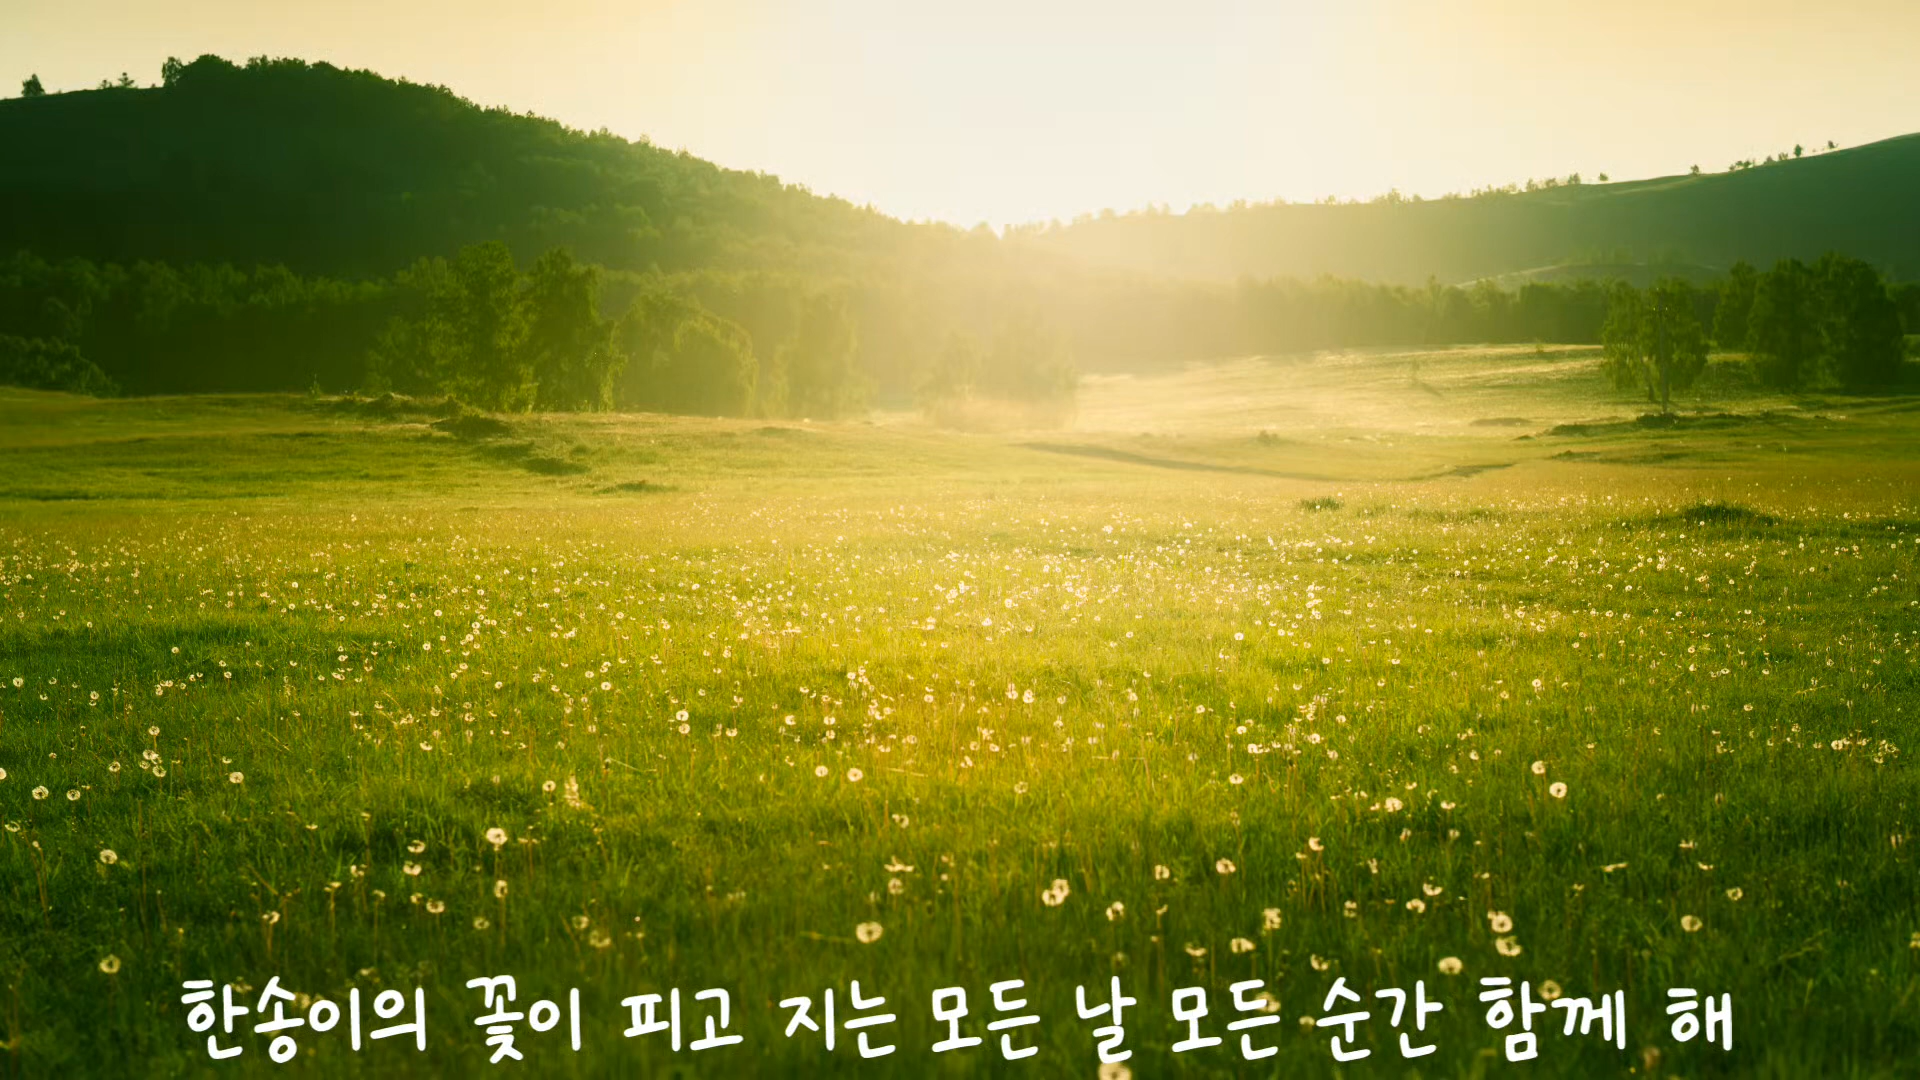 한송이의 꽃이 피고 지는 모든 날 모든 순간 함께 해